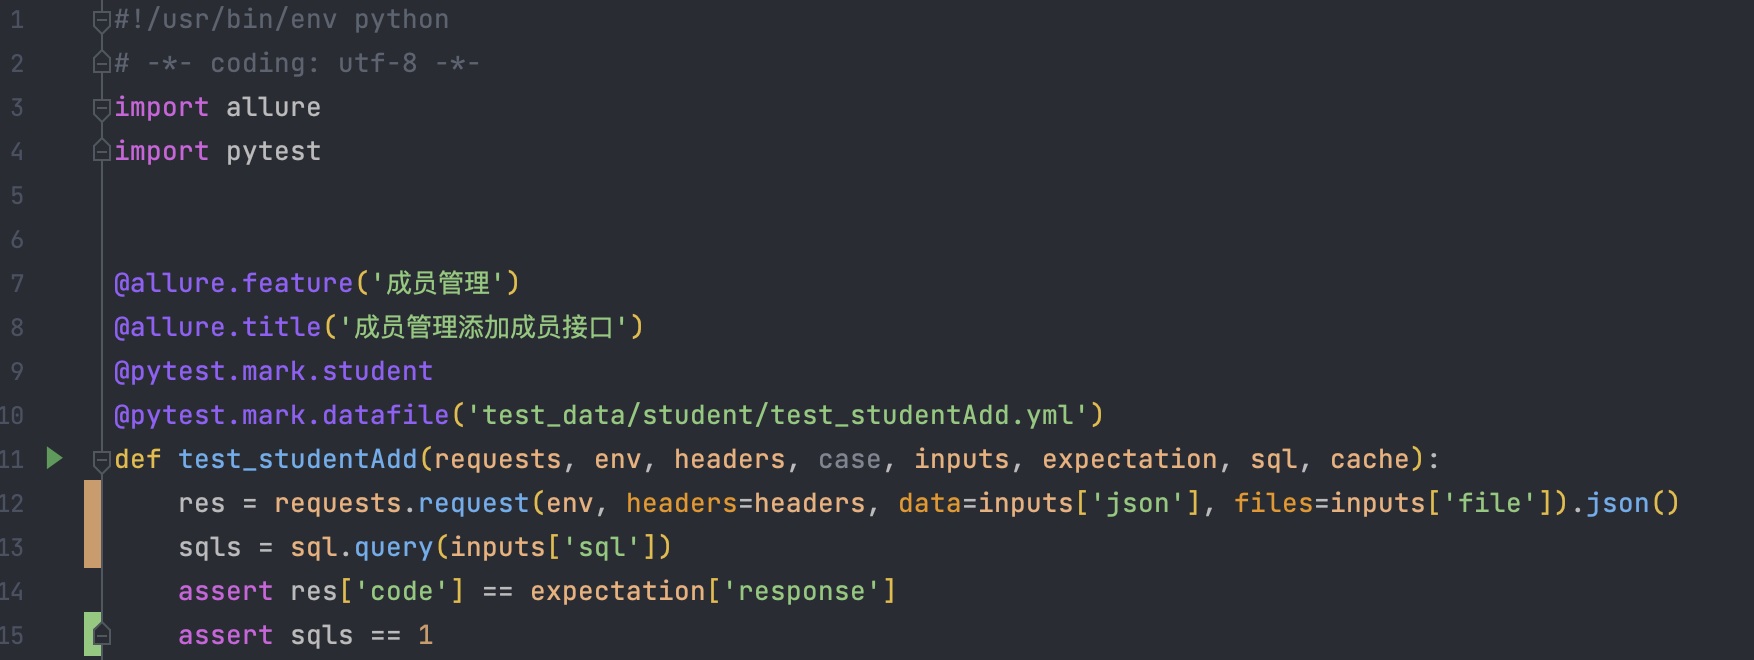 1 #!/usr/bin/env python
2 # -*- coding: utf-8 -*-
3 import allure
4 import pytest
5
6
7 @allure.feature('成员管理')
8 @allure.title('成员管理添加成员接口')
9 @pytest.mark.student
10 @pytest.mark.datafile('test_data/student/test_studentAdd.yml')
11 def test_studentAdd(requests, env, headers, case, inputs, expectation, sql, cache):
12     res = requests.request(env, headers=headers, data=inputs['json'], files=inputs['file']).json()
13     sqls = sql.query(inputs['sql'])
14     assert res['code'] == expectation['response']
15     assert sqls == 1